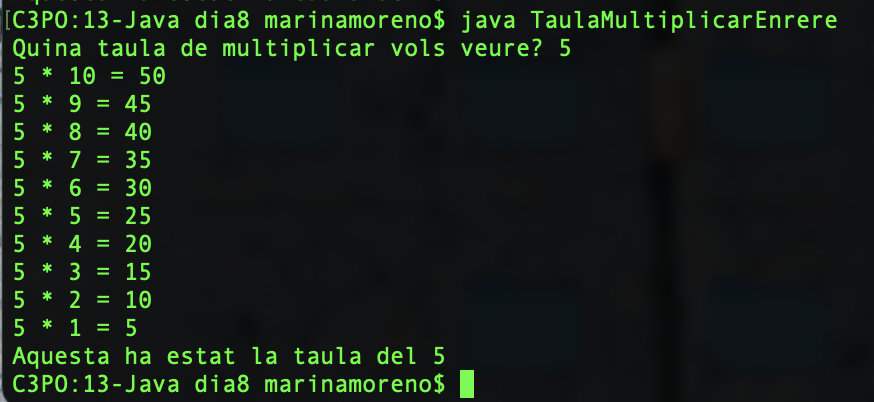 [C3PO:13-Java dia8 marinamoreno$ java TaulaMultiplicarEnrere
Quina taula de multiplicar vols veure? 5
5 * 10 = 50
5 * 9 = 45
5 * 8 = 40
5 * 7 = 35
5 * 6 = 30
5 * 5 = 25
5 * 4 = 20
5 * 3 = 15
5 * 2 = 10
5 * 1 = 5
Aquesta ha estat la taula del 5
C3PO:13-Java dia8 marinamoreno$